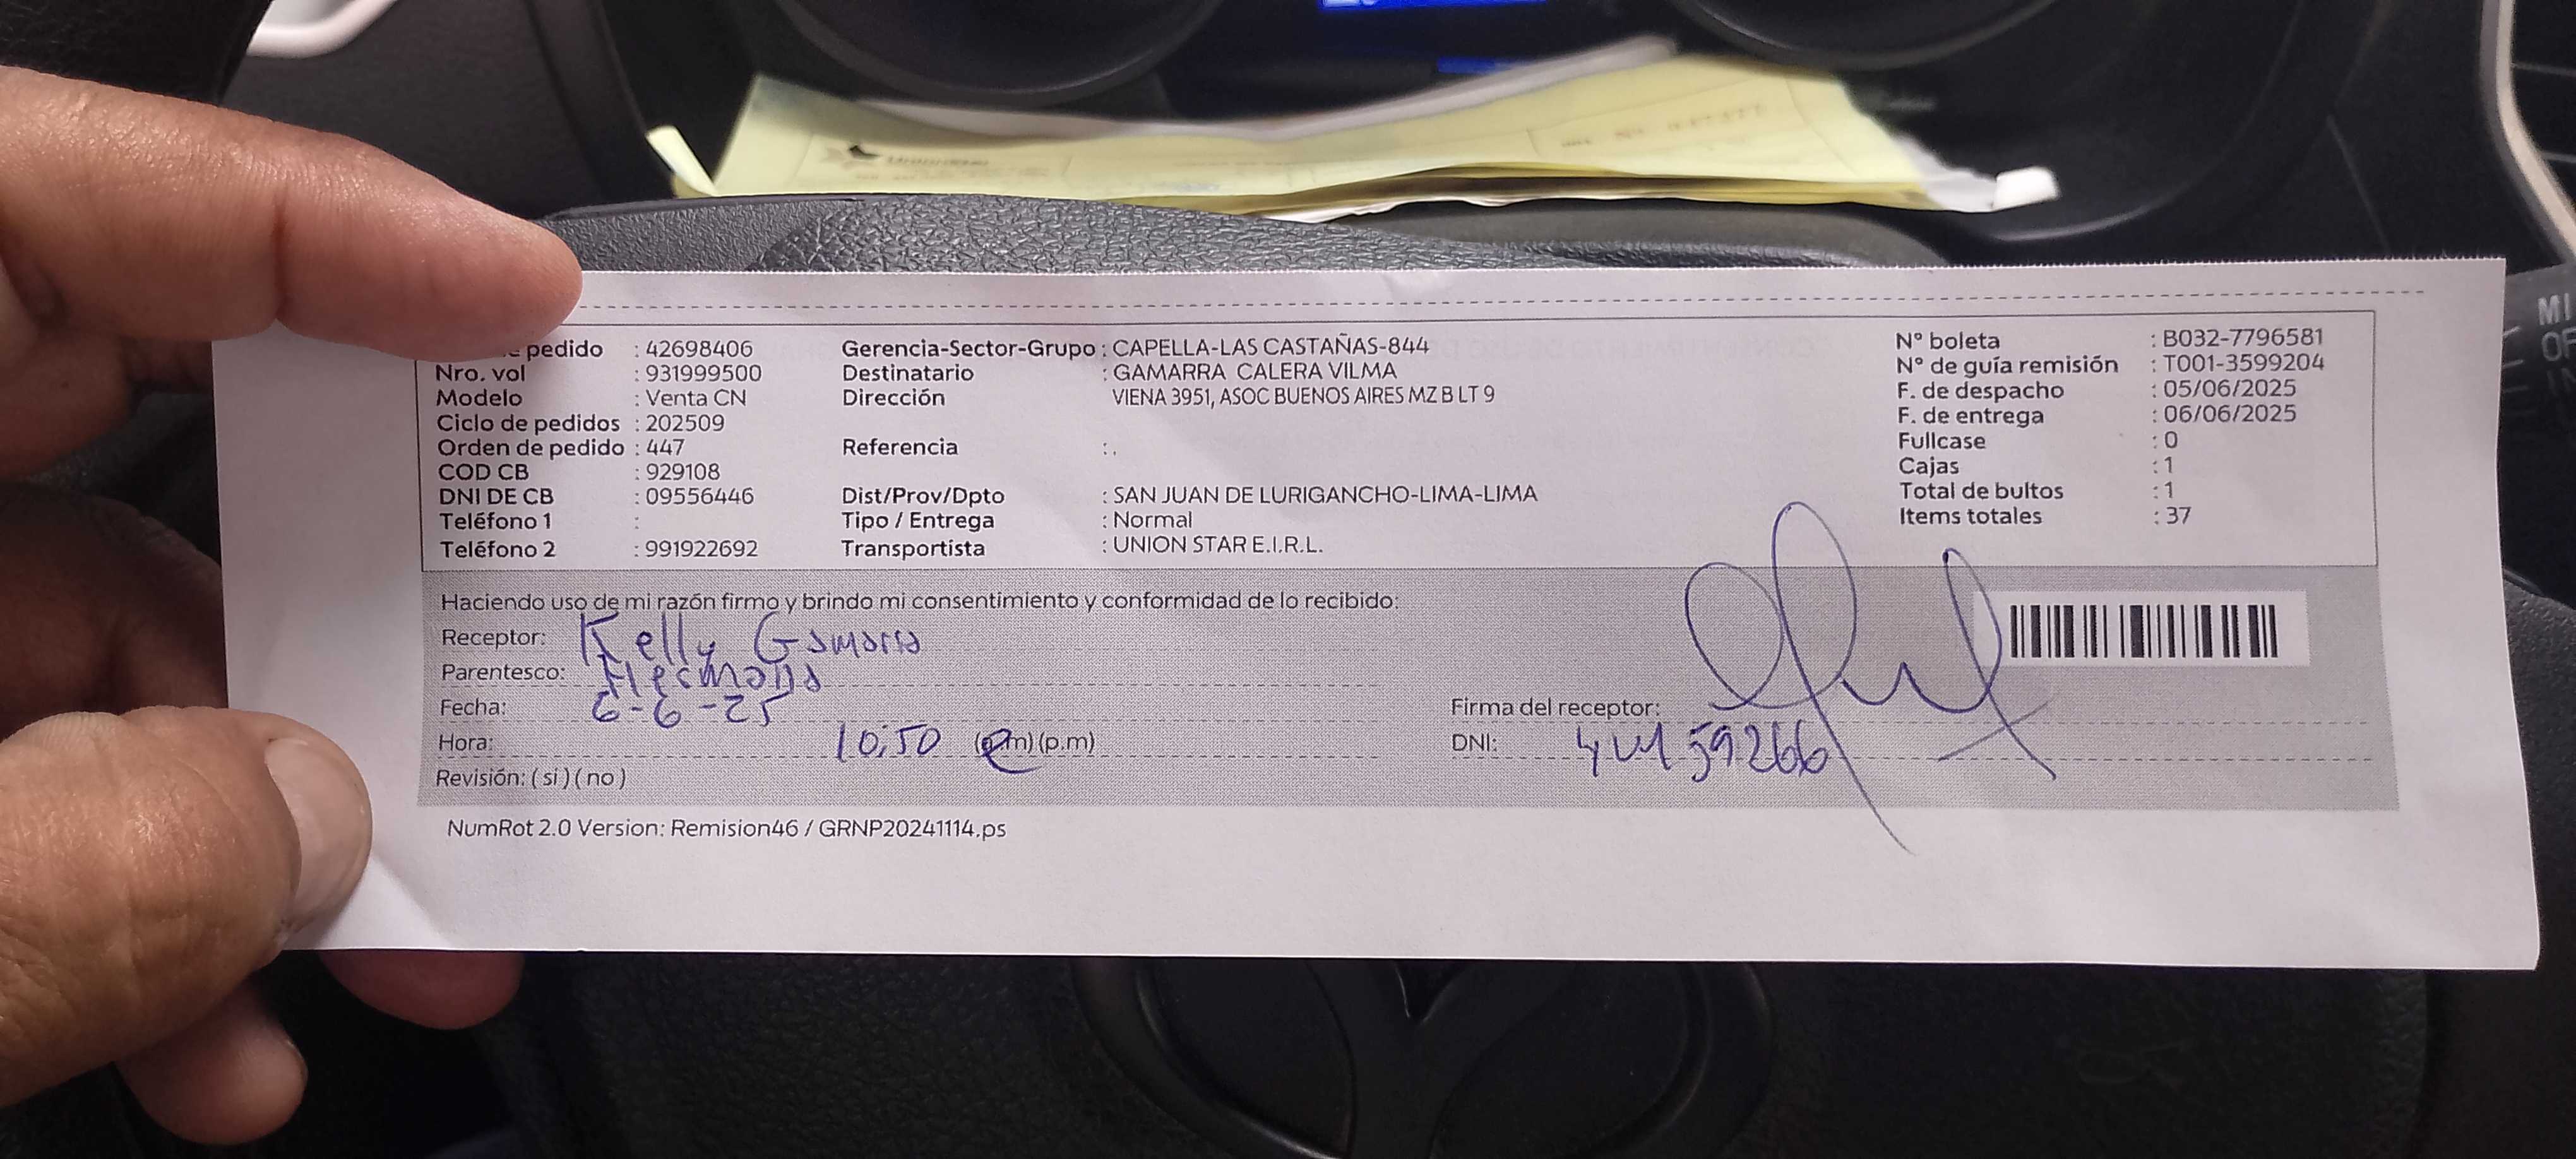 pedido : 42698406
Nro. vol : 931999500
Modelo : Venta CN
Ciclo de pedidos : 202509
Orden de pedido : 447
COD CB : 929108
DNI DE CB : 09556446
Teléfono 1 :
Teléfono 2 : 991922692
Gerencia-Sector-Grupo : CAPELLA-LAS CASTAÑAS-844
Destinatario : GAMARRA CALERA VILMA
Dirección VIENA 3951, ASOC BUENOS AIRES MZ B LT 9
Referencia : .
Dist/Prov/Dpto : SAN JUAN DE LURIGANCHO-LIMA-LIMA
Tipo / Entrega : Normal
Transportista : UNION STAR E.I.R.L.
N° boleta : B032-7796581
N° de guía remisión : T001-3599204
F. de despacho : 05/06/2025
F. de entrega : 06/06/2025
Fullcase : 0
Cajas : 1
Total de bultos : 1
Items totales : 37
Haciendo uso de mi razón firmo y brindo mi consentimiento y conformidad de lo recibido:
Receptor: Kelly Gamarra
Parentesco: Hermana
Fecha: 6-6-25
Hora: 10:50 (a.m) (p.m)
Revisión: ( si ) ( no )
Firma del receptor:
DNI:
NumRot 2.0 Version: Remision46 / GRNP20241114.ps